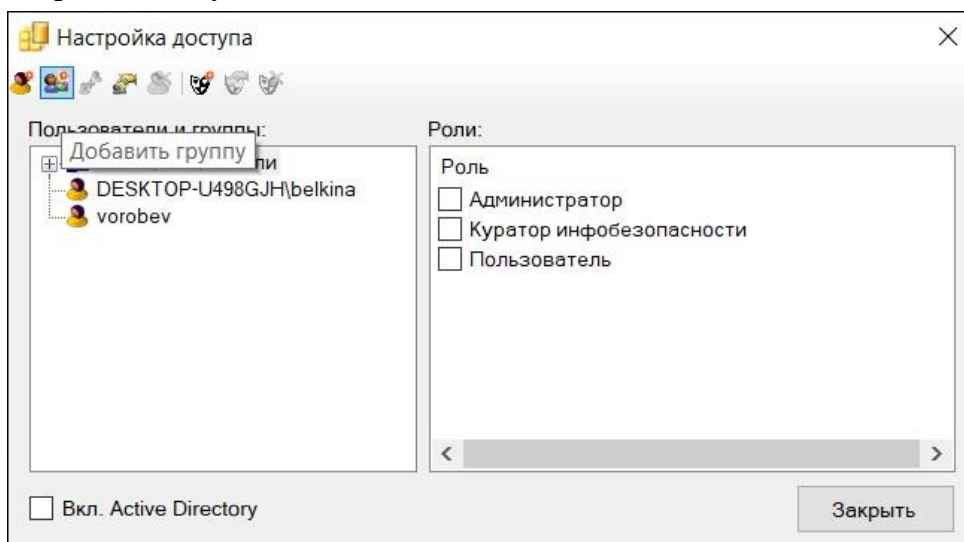 Настройка доступа
Пользователи и группы:
Роли:
Добавить группу
ли
DESKTOP-U498GJH\belkina
vorobev
Роль
Администратор
Куратор инфобезопасности
Пользователь
Вкл. Active Directory
Закрыть